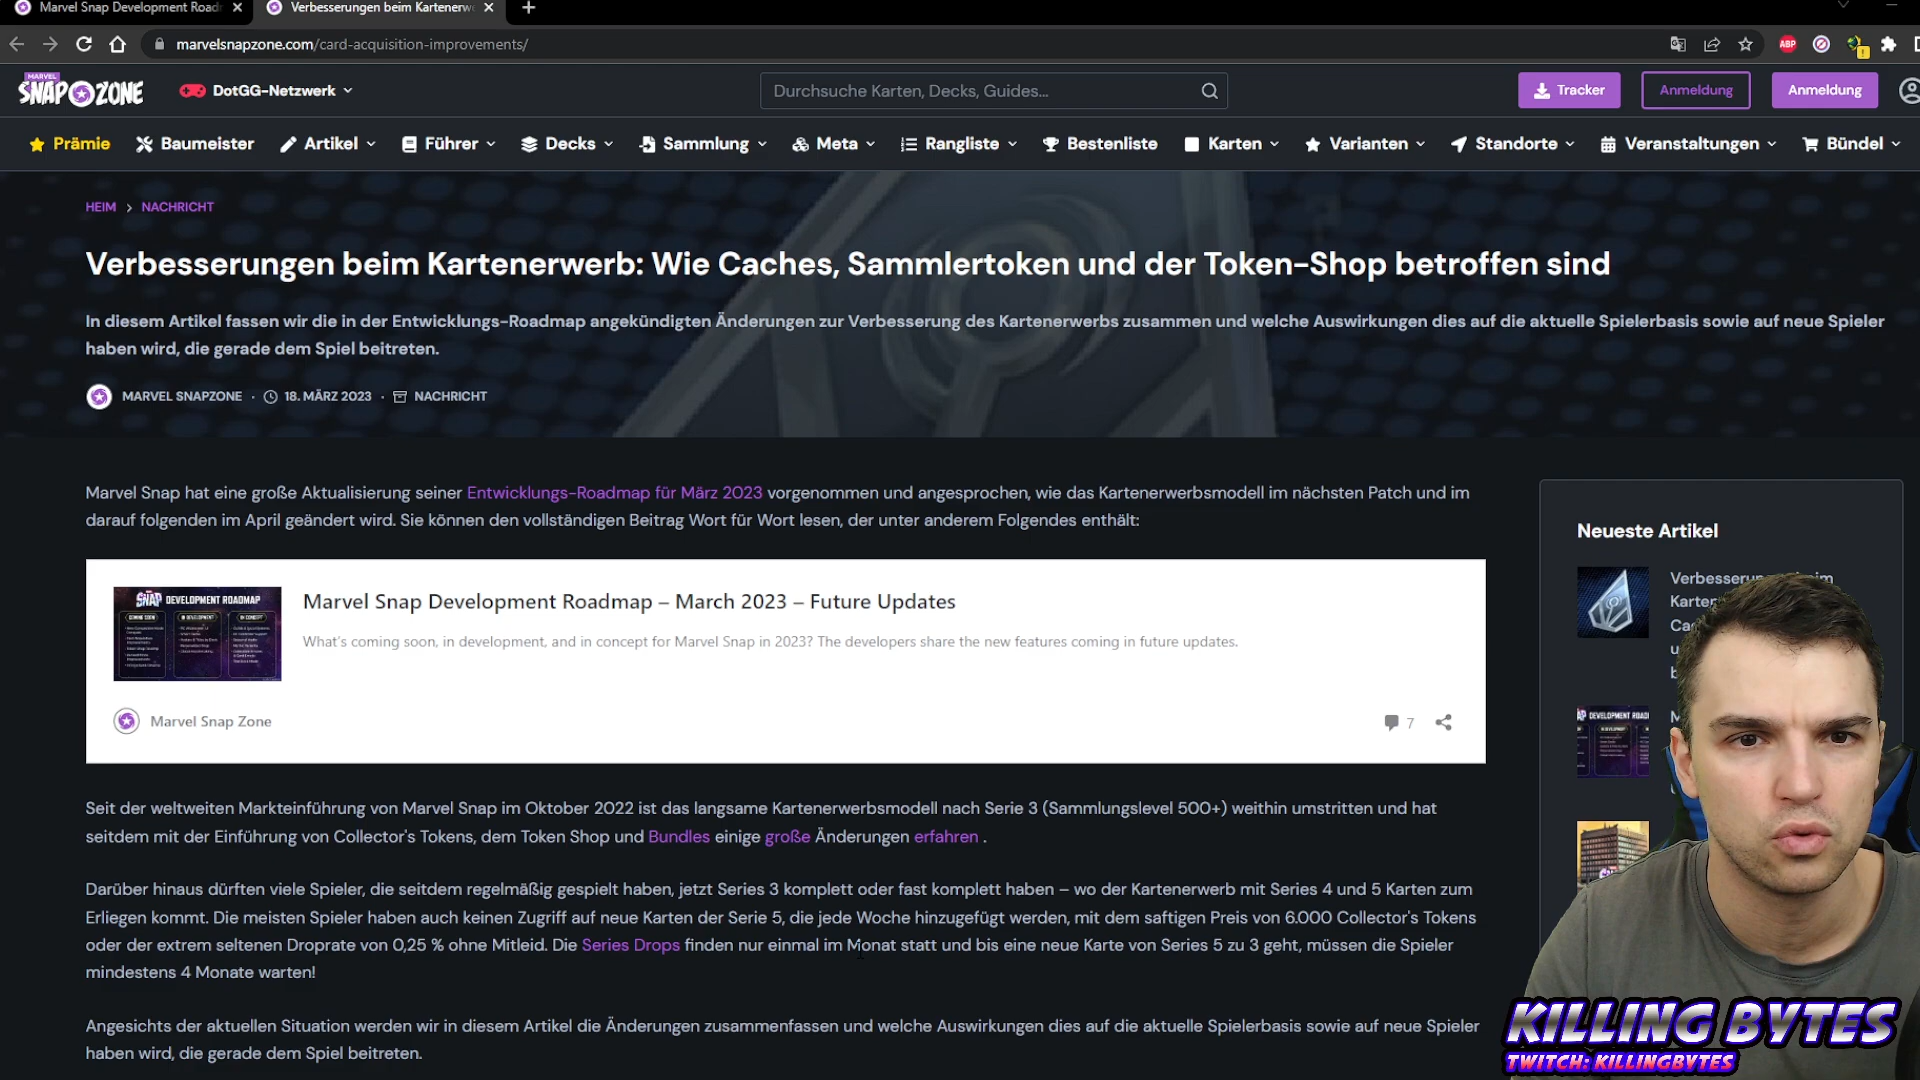 Marvel Snap Development Road
Verbesserungen beim Kartenerw
marvelsnapzone.com/card-acquisition-improvements/
ABP
MARVEL
SNAP ZONE
DotGG-Netzwerk
Durchsuche Karten, Decks, Guides...
Tracker
Anmeldung
Anmeldung
Prämie
Baumeister
Artikel
Führer
Decks
Sammlung
Meta
Rangliste
Bestenliste
Karten
Varianten
Standorte
Veranstaltungen
Bündel
HEIM > NACHRICHT
Verbesserungen beim Kartenerwerb: Wie Caches, Sammlertoken und der Token-Shop betroffen sind
In diesem Artikel fassen wir die in der Entwicklungs-Roadmap angekündigten Änderungen zur Verbesserung des Kartenerwerbs zusammen und welche Auswirkungen dies auf die aktuelle Spielerbasis sowie auf neue Spieler
haben wird, die gerade dem Spiel beitreten.
MARVEL SNAPZONE · 18. MÄRZ 2023 · NACHRICHT
Marvel Snap hat eine große Aktualisierung seiner Entwicklungs-Roadmap für März 2023 vorgenommen und angesprochen, wie das Kartenerwerbsmodell im nächsten Patch und im
darauf folgenden im April geändert wird. Sie können den vollständigen Beitrag Wort für Wort lesen, der unter anderem Folgendes enthält:
SNAP DEVELOPMENT ROADMAP
COMING SOON
IN DEVELOPMENT
IN CONCEPT
Marvel Snap Development Roadmap – March 2023 – Future Updates
What's coming soon, in development, and in concept for Marvel Snap in 2023? The developers share the new features coming in future updates.
Marvel Snap Zone
7
Seit der weltweiten Markteinführung von Marvel Snap im Oktober 2022 ist das langsame Kartenerwerbsmodell nach Serie 3 (Sammlungslevel 500+) weithin umstritten und hat
seitdem mit der Einführung von Collector's Tokens, dem Token Shop und Bundles einige große Änderungen erfahren .
Darüber hinaus dürften viele Spieler, die seitdem regelmäßig gespielt haben, jetzt Series 3 komplett oder fast komplett haben – wo der Kartenerwerb mit Series 4 und 5 Karten zum
Erliegen kommt. Die meisten Spieler haben auch keinen Zugriff auf neue Karten der Serie 5, die jede Woche hinzugefügt werden, mit dem saftigen Preis von 6.000 Collector's Tokens
oder der extrem seltenen Droprate von 0,25 % ohne Mitleid. Die Series Drops finden nur einmal im Monat statt und bis eine neue Karte von Series 5 zu 3 geht, müssen die Spieler
mindestens 4 Monate warten!
Angesichts der aktuellen Situation werden wir in diesem Artikel die Änderungen zusammenfassen und welche Auswirkungen dies auf die aktuelle Spielerbasis sowie auf neue Spieler
haben wird, die gerade dem Spiel beitreten.
Neueste Artikel
DEVELOPMENT
KILLING BYTES
TWITCH: KILLINGBYTES